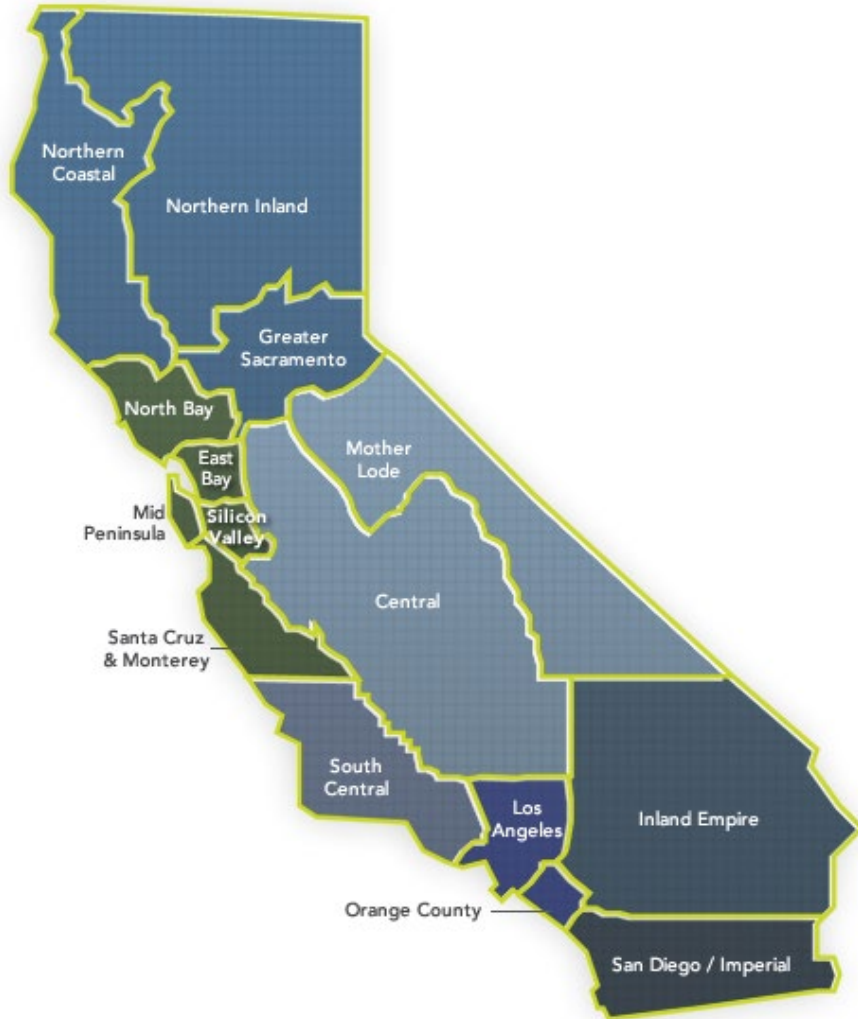 Northern
Coastal
Northern Inland
Greater
Sacramento
North Bay
Mother
Lode
East
Bay
Mid
Peninsula
Silicon
Valley
Central
Santa Cruz
& Monterey
South
Central
Los
Angeles
Inland Empire
Orange County
San Diego / Imperial